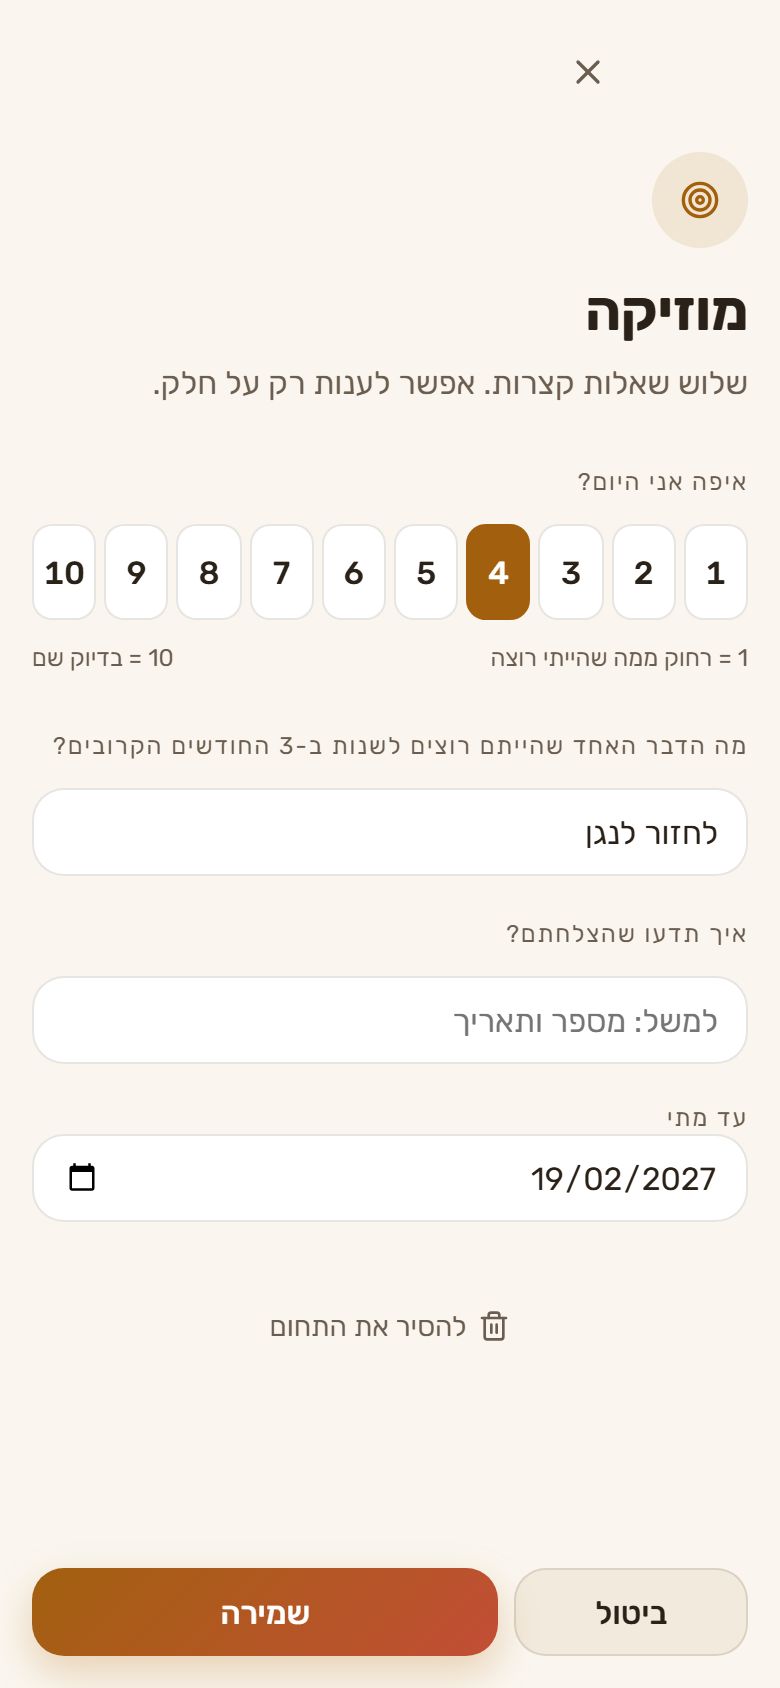 מוזיקה
שלוש שאלות קצרות. אפשר לענות רק על חלק.
איפה אני היום?
1 2 3 4 5 6 7 8 9 10
1 = רחוק ממה שהייתי רוצה 10 = בדיוק שם
מה הדבר האחד שהייתם רוצים לשנות ב-3 החודשים הקרובים?
לחזור לנגן
איך תדעו שהצלחתם?
למשל: מספר ותאריך
עד מתי
19/02/2027
להסיר את התחום
ביטול שמירה